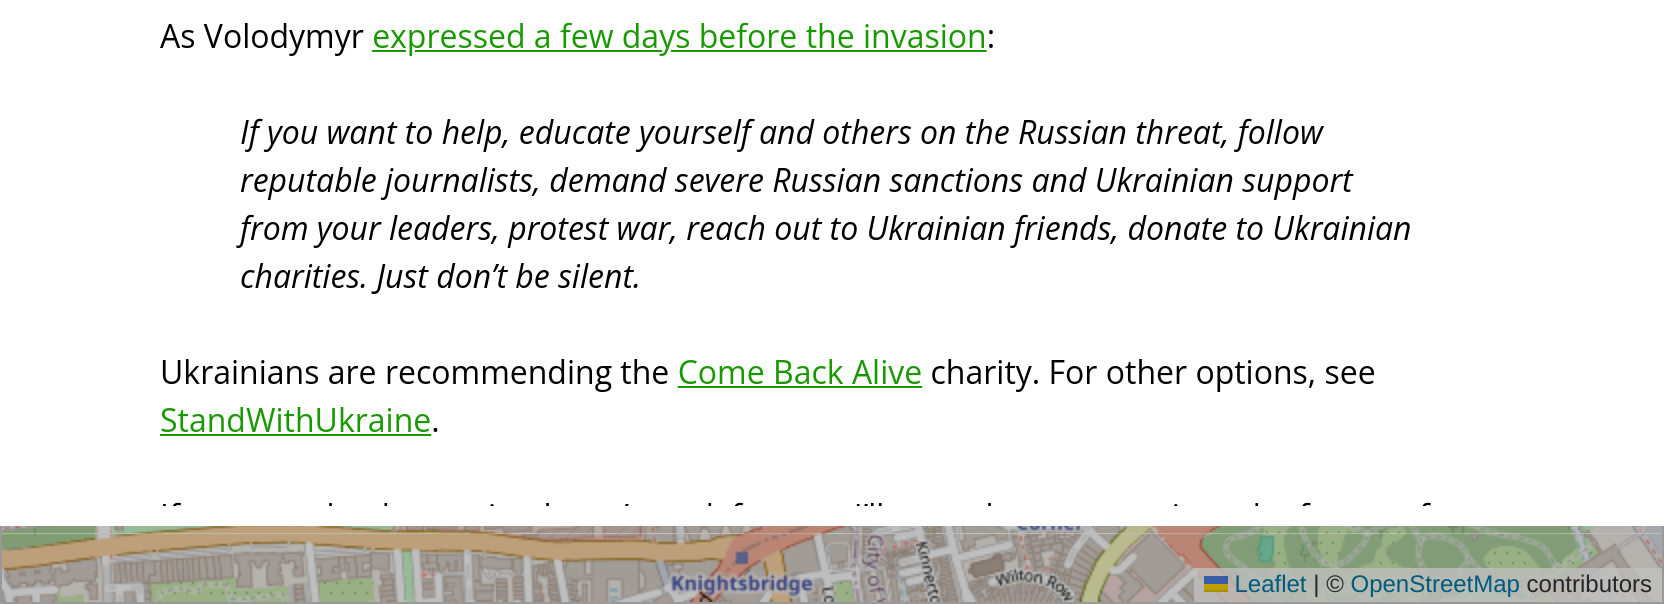 As Volodymyr expressed a few days before the invasion:
If you want to help, educate yourself and others on the Russian threat, follow
reputable journalists, demand severe Russian sanctions and Ukrainian support
from your leaders, protest war, reach out to Ukrainian friends, donate to Ukrainian
charities. Just don’t be silent.
Ukrainians are recommending the Come Back Alive charity. For other options, see
StandWithUkraine.
Corner
City of
Kinnerto
Knightsbridge
Wilton Row
Leaflet | © OpenStreetMap contributors